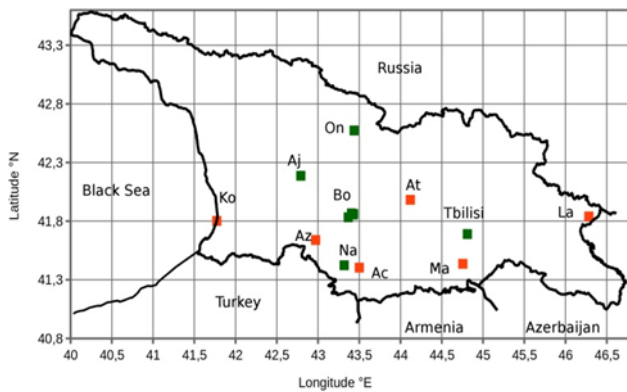 43,3
42,8
42,3
41,8
41,3
40,8
Latitude °N
Russia
On
Aj
Black Sea
Ko
Bo
At
Tbilisi
La
Az
Na
Ac
Ma
Turkey
Armenia
Azerbaijan
40 40,5 41 41,5 42 42,5 43 43,5 44 44,5 45 45,5 46 46,5
Longitude °E